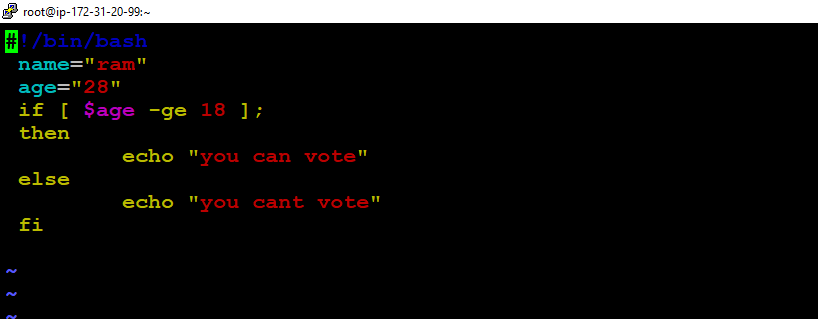 root@ip-172-31-20-99:~
#!/bin/bash
name="ram"
age="28"
if [ $age -ge 18 ];
then
echo "you can vote"
else
echo "you cant vote"
fi
~
~
~